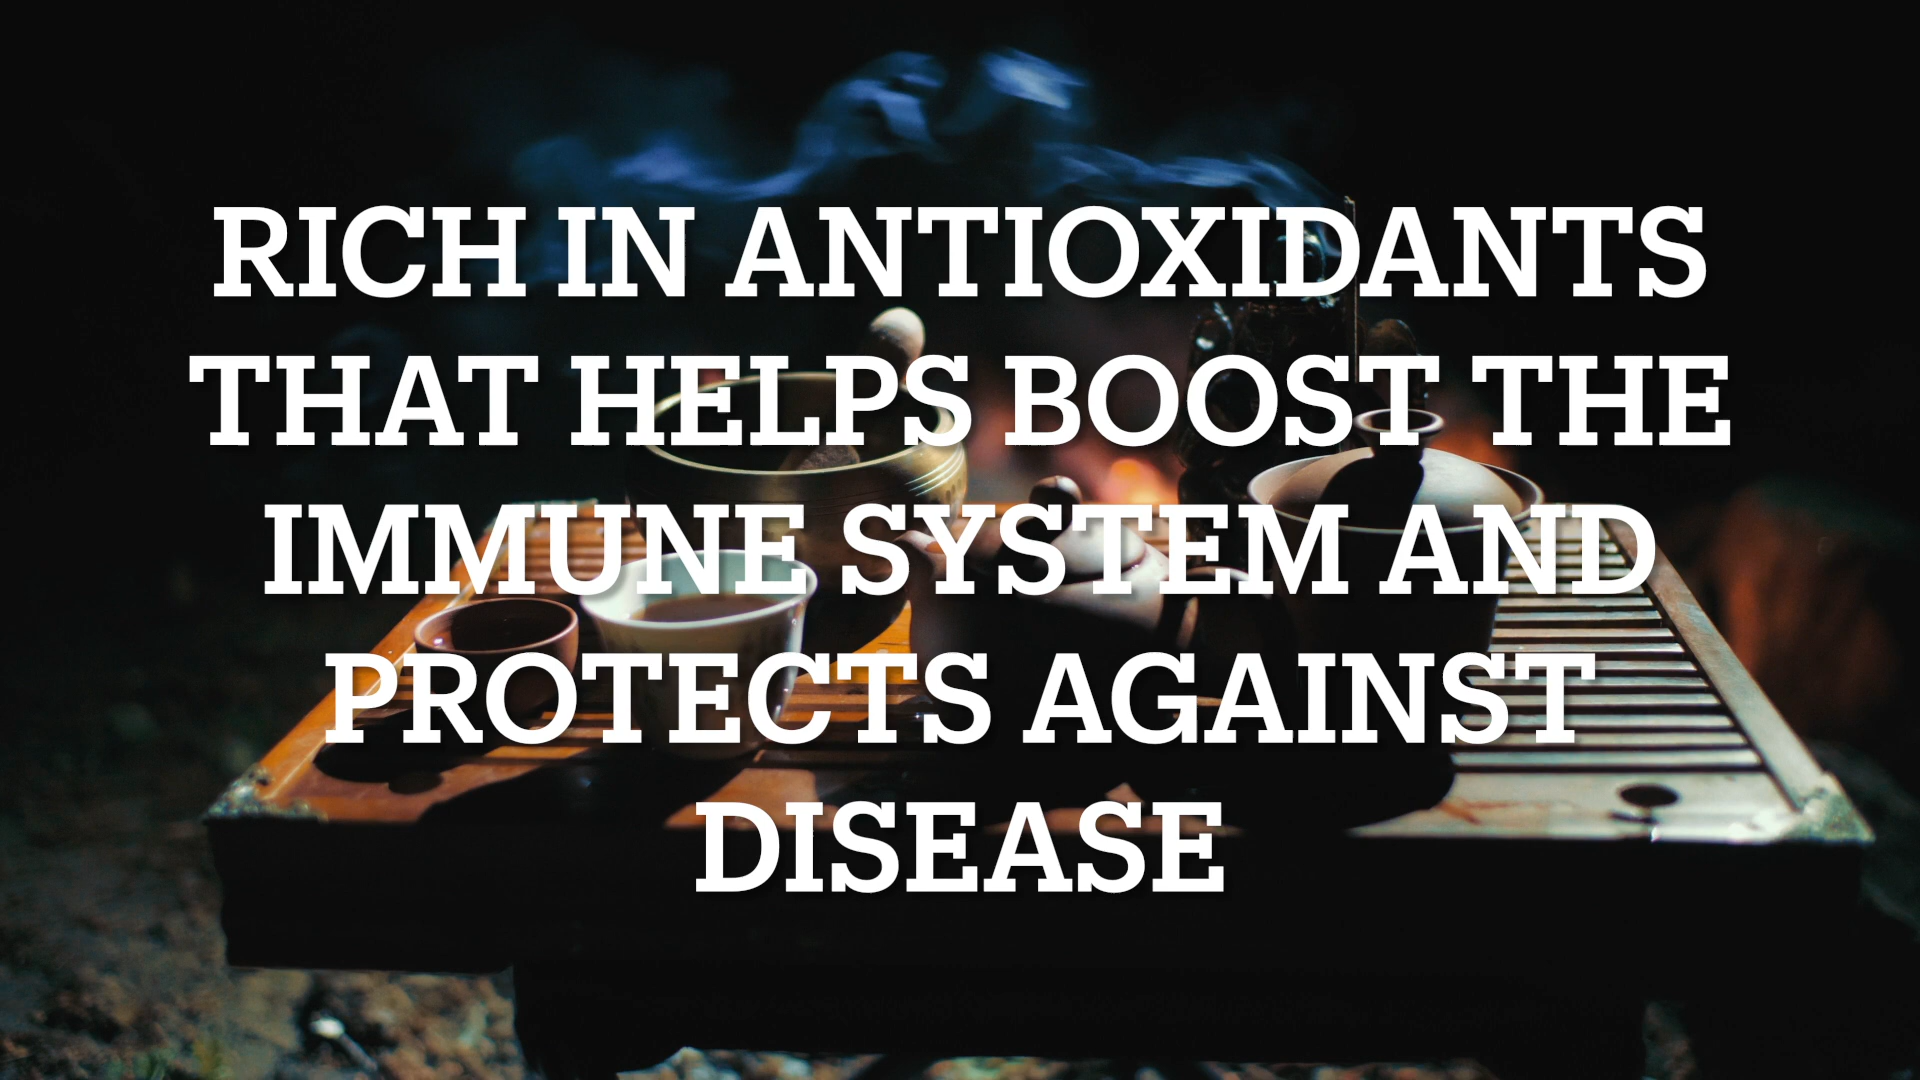 RICH IN ANTIOXIDANTS
THAT HELPS BOOST THE
IMMUNE SYSTEM AND
PROTECTS AGAINST
DISEASE